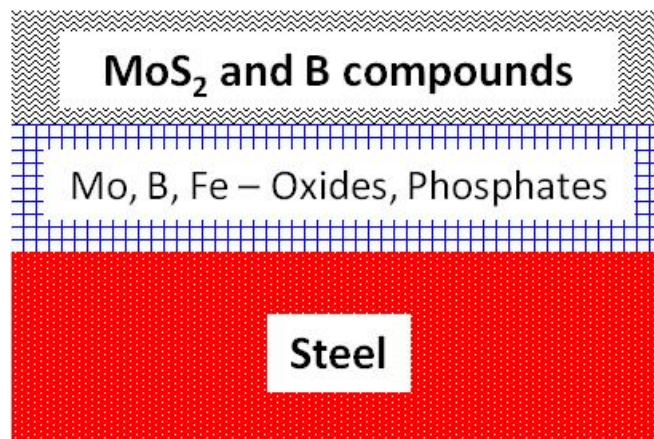 MoS₂ and B compounds
Mo, B, Fe – Oxides, Phosphates
Steel